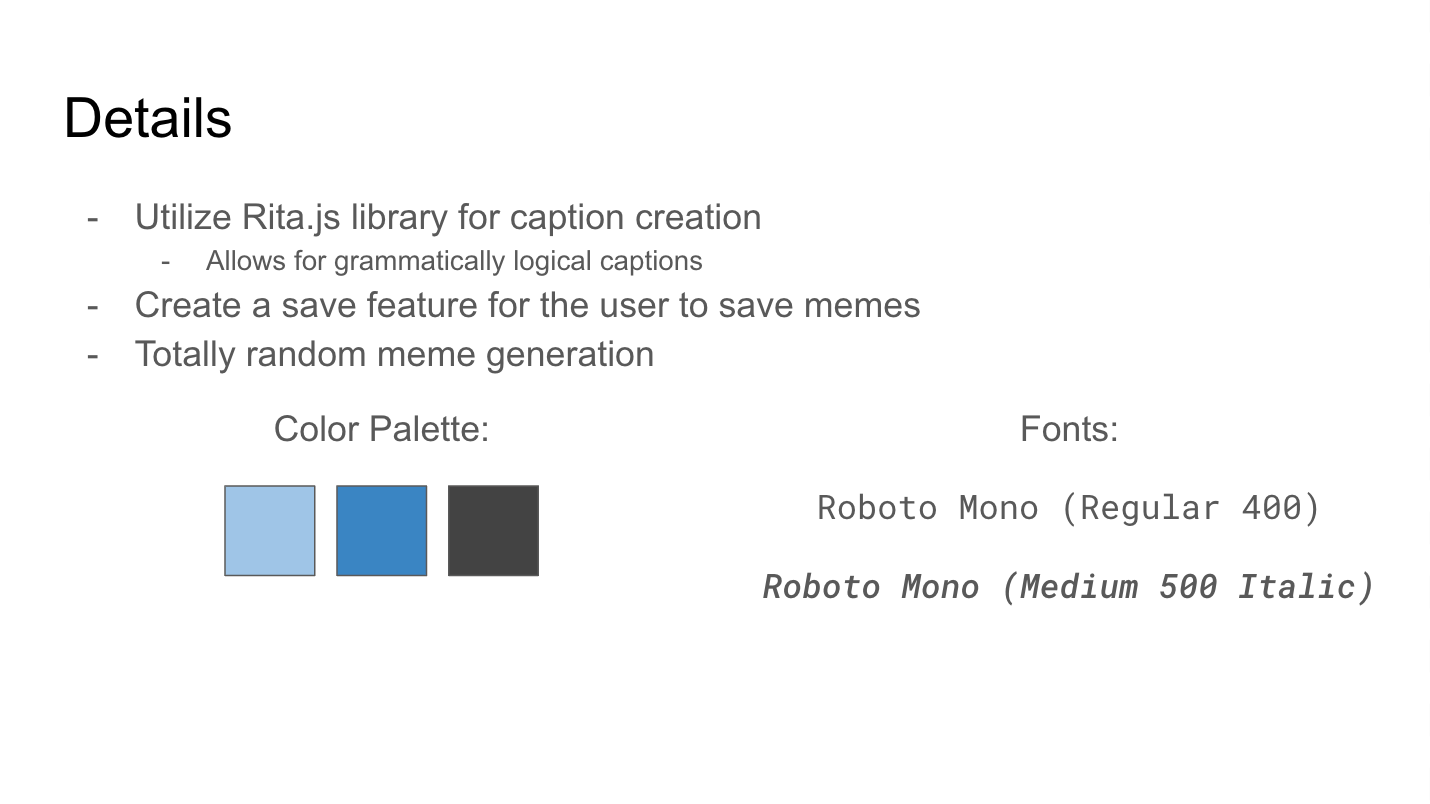 Details
- Utilize Rita.js library for caption creation
- Allows for grammatically logical captions
- Create a save feature for the user to save memes
- Totally random meme generation
Color Palette:
Fonts:
Roboto Mono (Regular 400)
Roboto Mono (Medium 500 Italic)